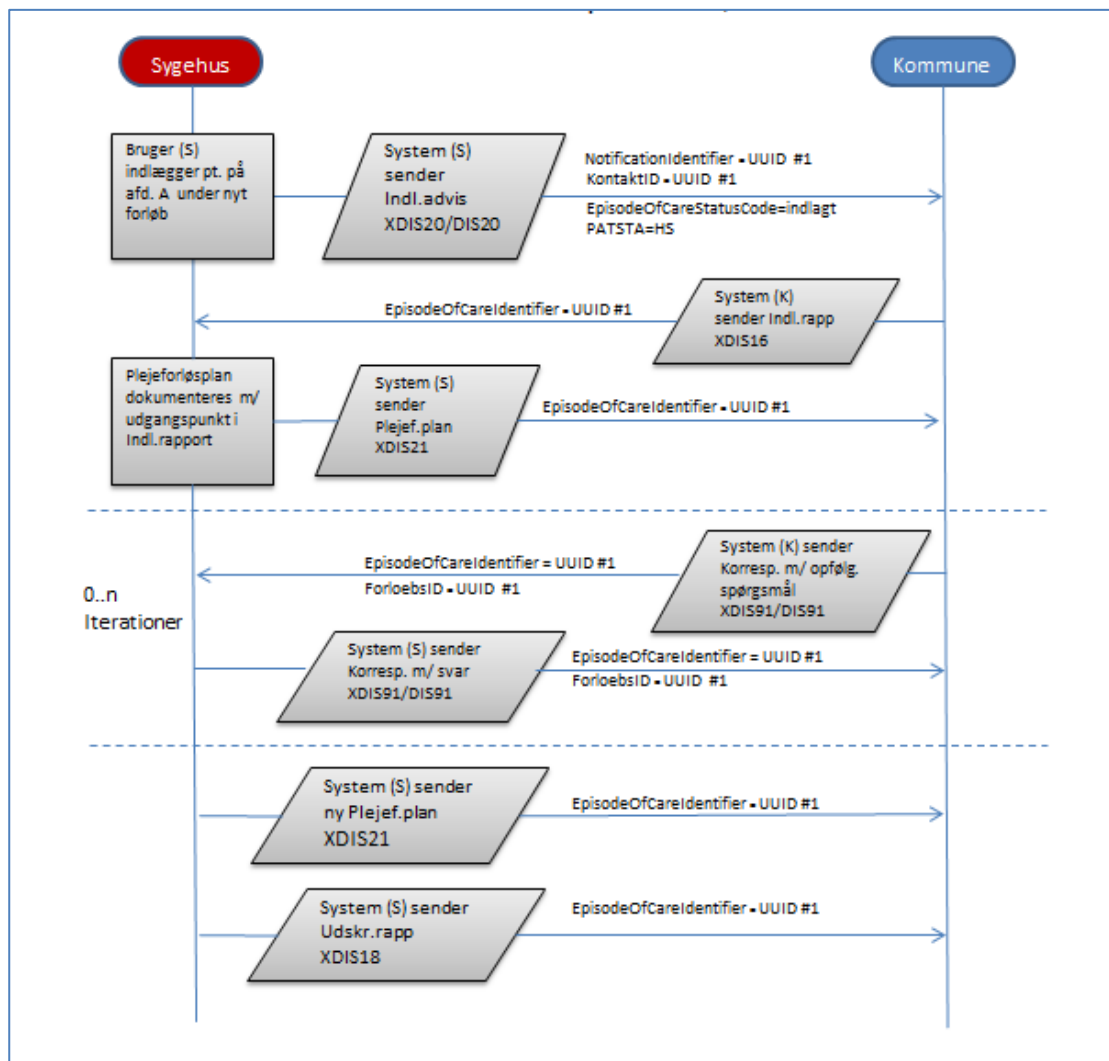 Sygehus
Kommune
Bruger (S)
indlægger pt. på
afd. A under nyt
forløb
System (S)
sender
Indl.advis
XDIS20/DIS20
NotificationIdentifier - UUID #1
KontaktID - UUID #1
EpisodeOfCareStatusCode=indlagt
PATSTA=HS
EpisodeOfCareIdentifier - UUID #1
System (K)
sender Indl.rapp
XDIS16
Plejeforløsplan
dokumenteres m/
udgangspunkt i
Indl.rapport
System (S)
sender
Plejef.plan
XDIS21
EpisodeOfCareIdentifier - UUID #1
EpisodeOfCareIdentifier = UUID #1
ForloebsID - UUID #1
System (K) sender
Korresp. m/ opfølg.
spørgsmål
XDIS91/DIS91
0..n
Iterationer
System (S) sender
Korresp. m/ svar
XDIS91/DIS91
EpisodeOfCareIdentifier = UUID #1
ForloebsID - UUID #1
System (S) sender
ny Plejef.plan
XDIS21
EpisodeOfCareIdentifier - UUID #1
System (S) sender
Udskr.rapp
XDIS18
EpisodeOfCareIdentifier - UUID #1